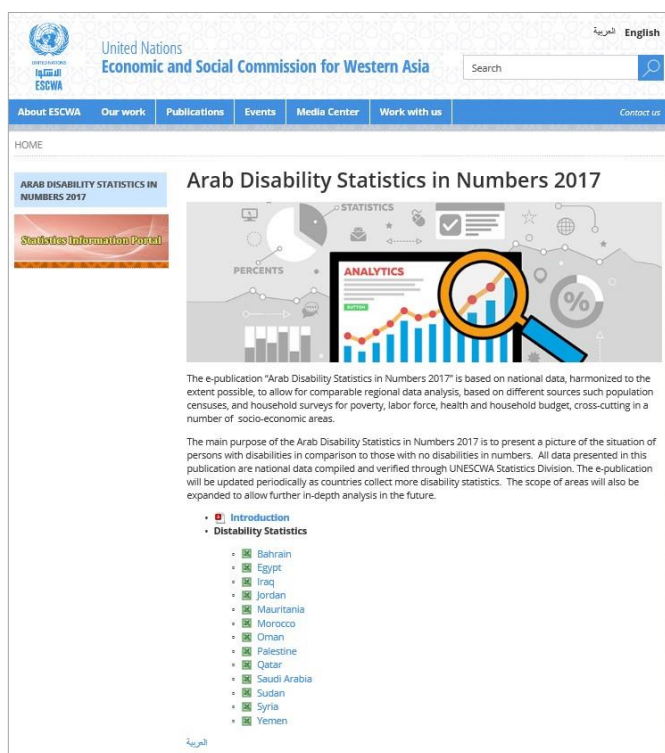 العربية English
UNITED NATIONS
الاسكوا
ESCWA
United Nations
Economic and Social Commission for Western Asia
Search
About ESCWA Our work Publications Events Media Center Work with us Contact us
HOME
ARAB DISABILITY STATISTICS IN
NUMBERS 2017
Statistics Information Portal
Arab Disability Statistics in Numbers 2017
STATISTICS
PERCENTS
ANALYTICS
BUTTON
%
The e-publication "Arab Disability Statistics in Numbers 2017" is based on national data, harmonized to the
extent possible, to allow for comparable regional data analysis, based on different sources such population
censuses, and household surveys for poverty, labor force, health and household budget, cross-cutting in a
number of socio-economic areas.
The main purpose of the Arab Disability Statistics in Numbers 2017 is to present a picture of the situation of
persons with disabilities in comparison to those with no disabilities in numbers. All data presented in this
publication are national data compiled and verified through UNESCWA Statistics Division. The e-publication
will be updated periodically as countries collect more disability statistics. The scope of areas will also be
expanded to allow further in-depth analysis in the future.
• Introduction
• Distability Statistics
Bahrain
Egypt
Iraq
Jordan
Mauritania
Morocco
Oman
Palestine
Qatar
Saudi Arabia
Sudan
Syria
Yemen
العربية